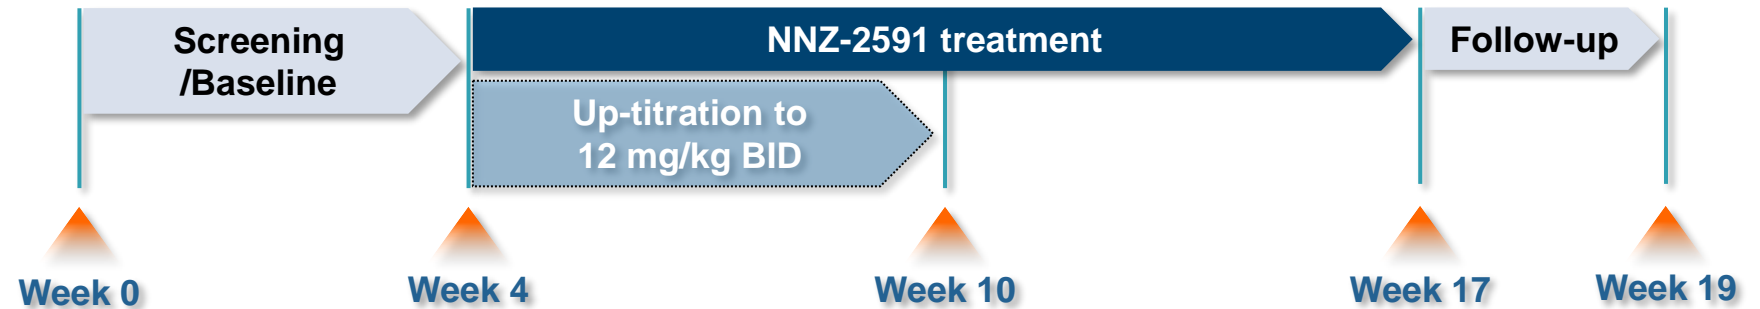 Screening
/Baseline
NNZ-2591 treatment
Follow-up
Up-titration to
12 mg/kg BID
Week 0
Week 4
Week 10
Week 17
Week 19